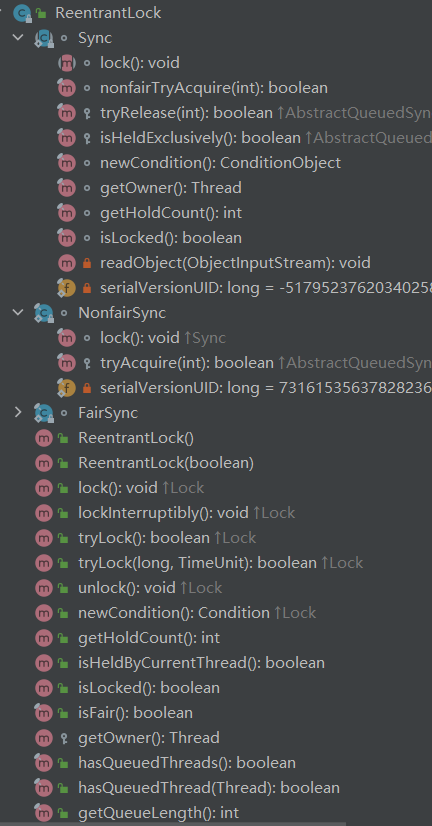 ReentrantLock
Sync
lock(): void
nonfairTryAcquire(int): boolean
tryRelease(int): boolean ↑AbstractQueuedSyn
isHeldExclusively(): boolean ↑AbstractQueued
newCondition(): ConditionObject
getOwner(): Thread
getHoldCount(): int
isLocked(): boolean
readObject(ObjectInputStream): void
serialVersionUID: long = -51795237620340258
NonfairSync
lock(): void ↑Sync
tryAcquire(int): boolean ↑AbstractQueuedSyn
serialVersionUID: long = 73161535637828236
FairSync
ReentrantLock()
ReentrantLock(boolean)
lock(): void ↑Lock
lockInterruptibly(): void ↑Lock
tryLock(): boolean ↑Lock
tryLock(long, TimeUnit): boolean ↑Lock
unlock(): void ↑Lock
newCondition(): Condition ↑Lock
getHoldCount(): int
isHeldByCurrentThread(): boolean
isLocked(): boolean
isFair(): boolean
getOwner(): Thread
hasQueuedThreads(): boolean
hasQueuedThread(Thread): boolean
getQueueLength(): int